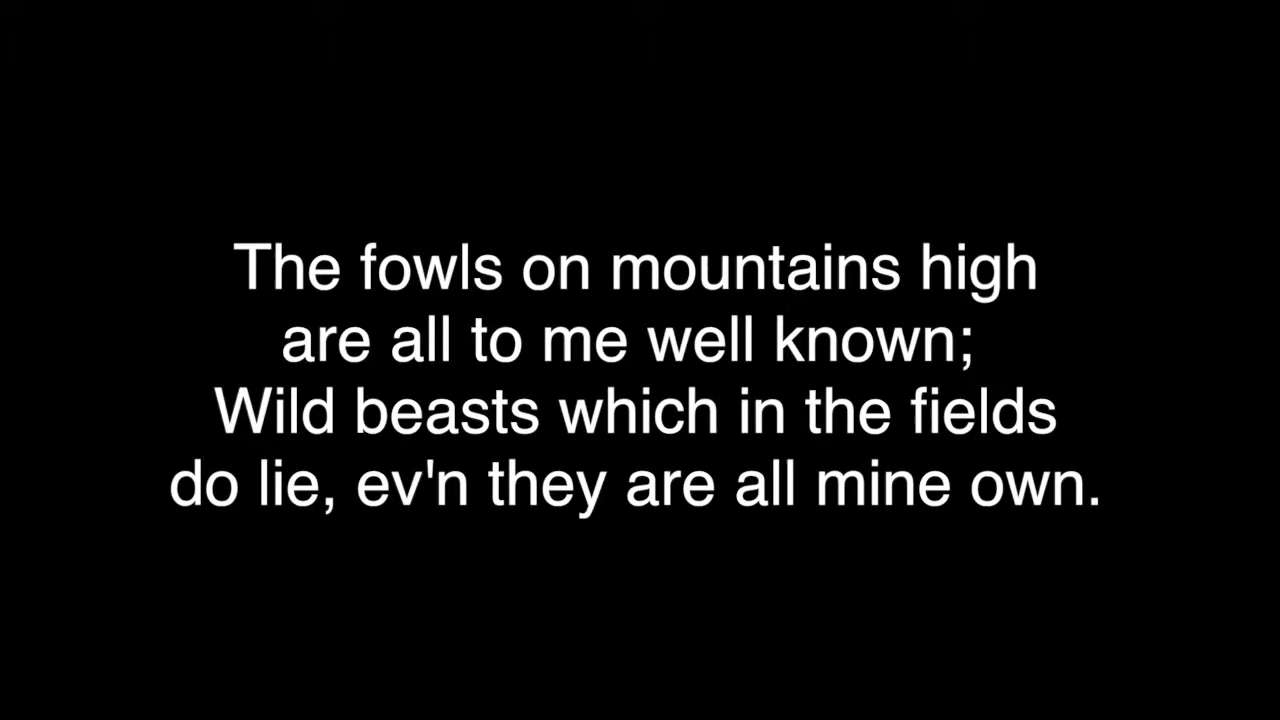 The fowls on mountains high
are all to me well known;
Wild beasts which in the fields
do lie, ev'n they are all mine own.